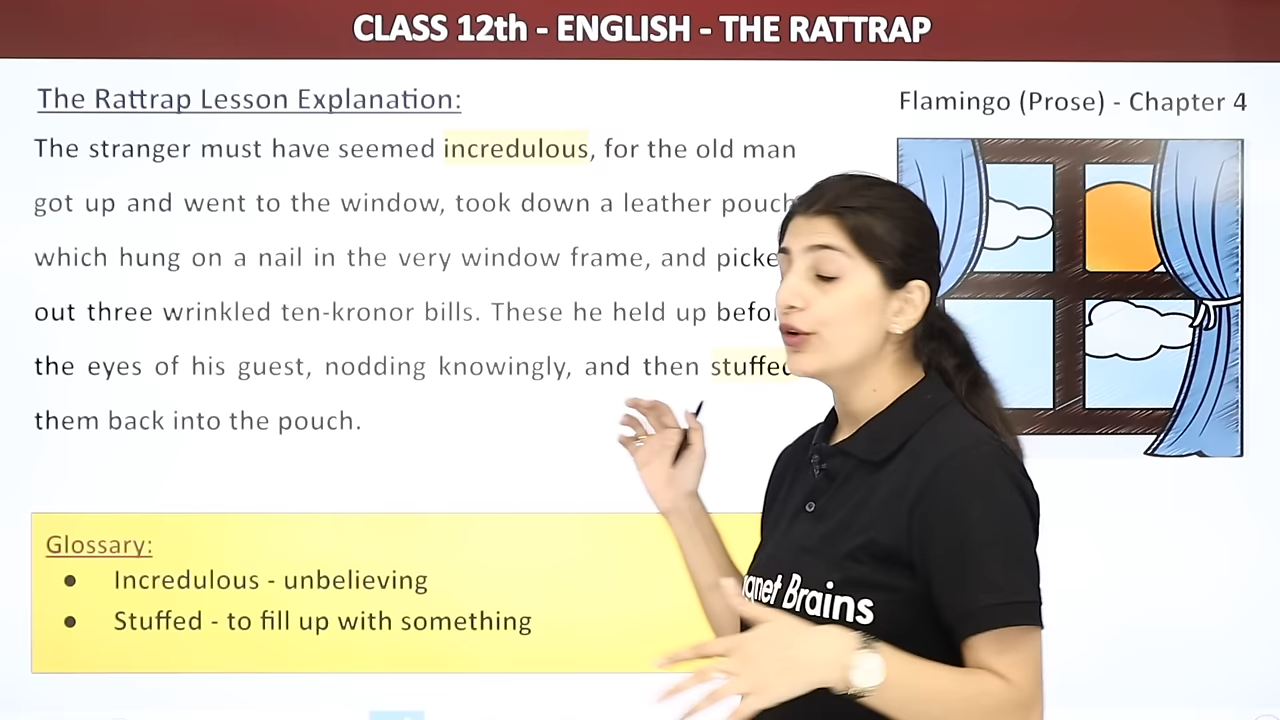 CLASS 12th - ENGLISH - THE RATTRAP
The Rattrap Lesson Explanation:
Flamingo (Prose) - Chapter 4
The stranger must have seemed incredulous, for the old man
got up and went to the window, took down a leather pouch
which hung on a nail in the very window frame, and picke
out three wrinkled ten-kronor bills. These he held up befor
the eyes of his guest, nodding knowingly, and then stuffed
them back into the pouch.
Glossary:
● Incredulous - unbelieving
● Stuffed - to fill up with something
gnet Brains